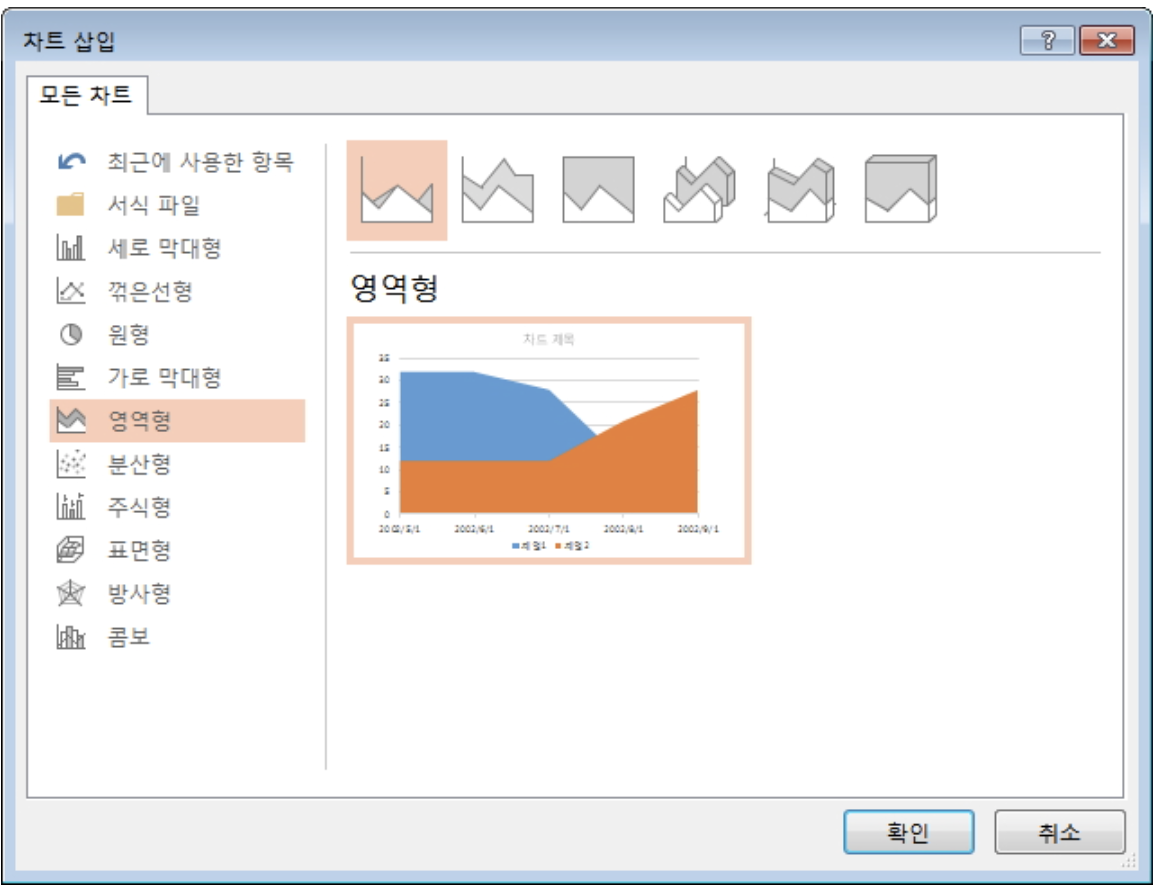 차트 삽입
모든 차트
최근에 사용한 항목
서식 파일
세로 막대형
꺾은선형
원형
가로 막대형
영역형
분산형
주식형
표면형
방사형
콤보
영역형
차트 제목
35
30
25
20
15
10
5
0
2002/5/1 2002/6/1 2002/7/1 2002/8/1 2002/9/1
계열1 계열2
확인 취소